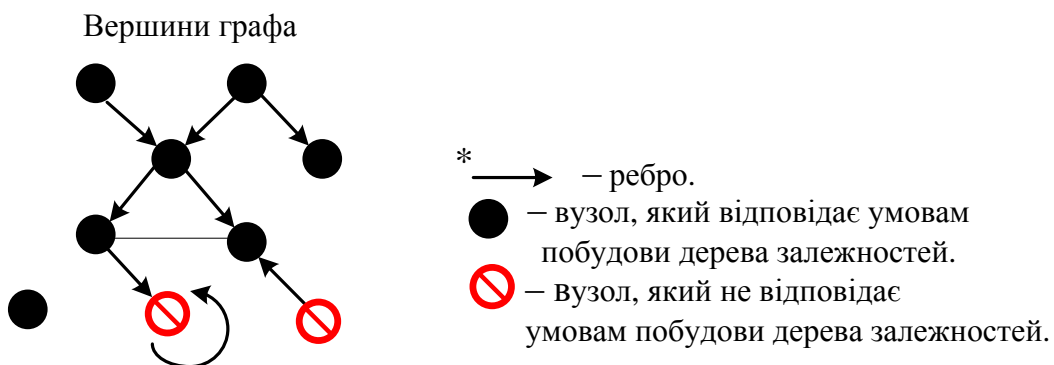 Вершини графа
* – ребро.
– вузол, який відповідає умовам
побудови дерева залежностей.
– вузол, який не відповідає
умовам побудови дерева залежностей.